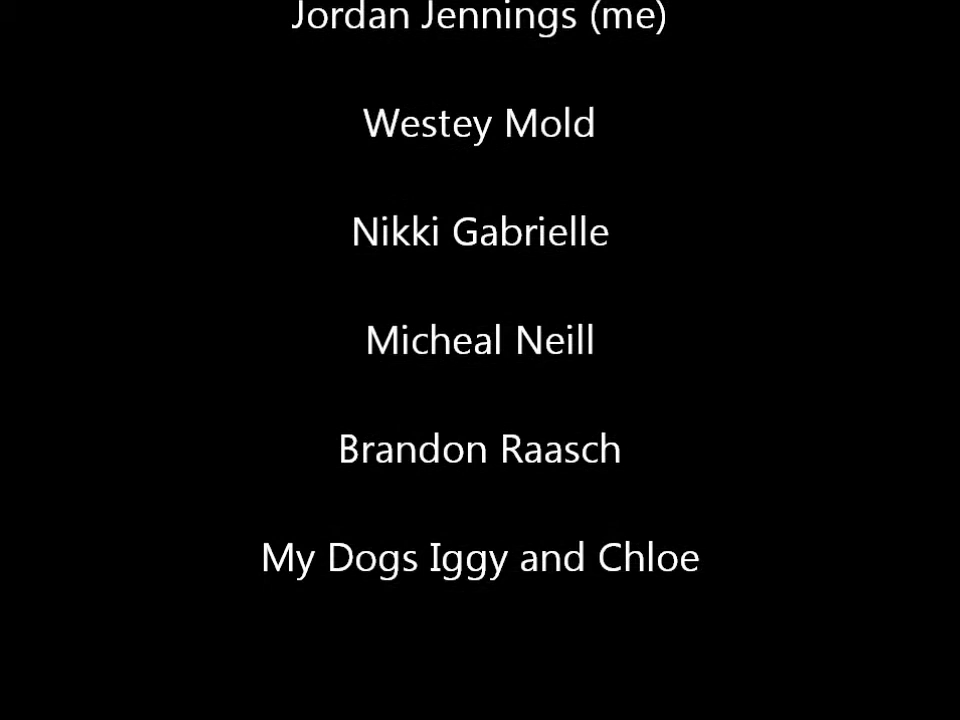 Jordan Jennings (me)
Westey Mold
Nikki Gabrielle
Micheal Neill
Brandon Raasch
My Dogs Iggy and Chloe